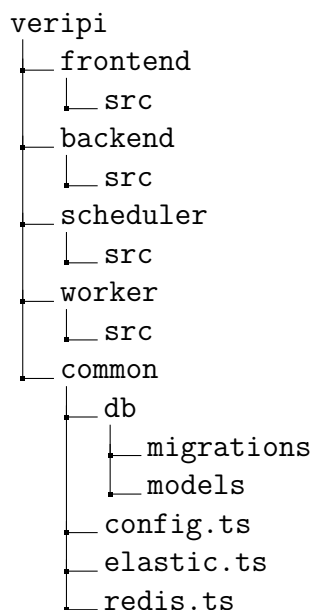 veripi
frontend
src
backend
src
scheduler
src
worker
src
common
db
migrations
models
config.ts
elastic.ts
redis.ts